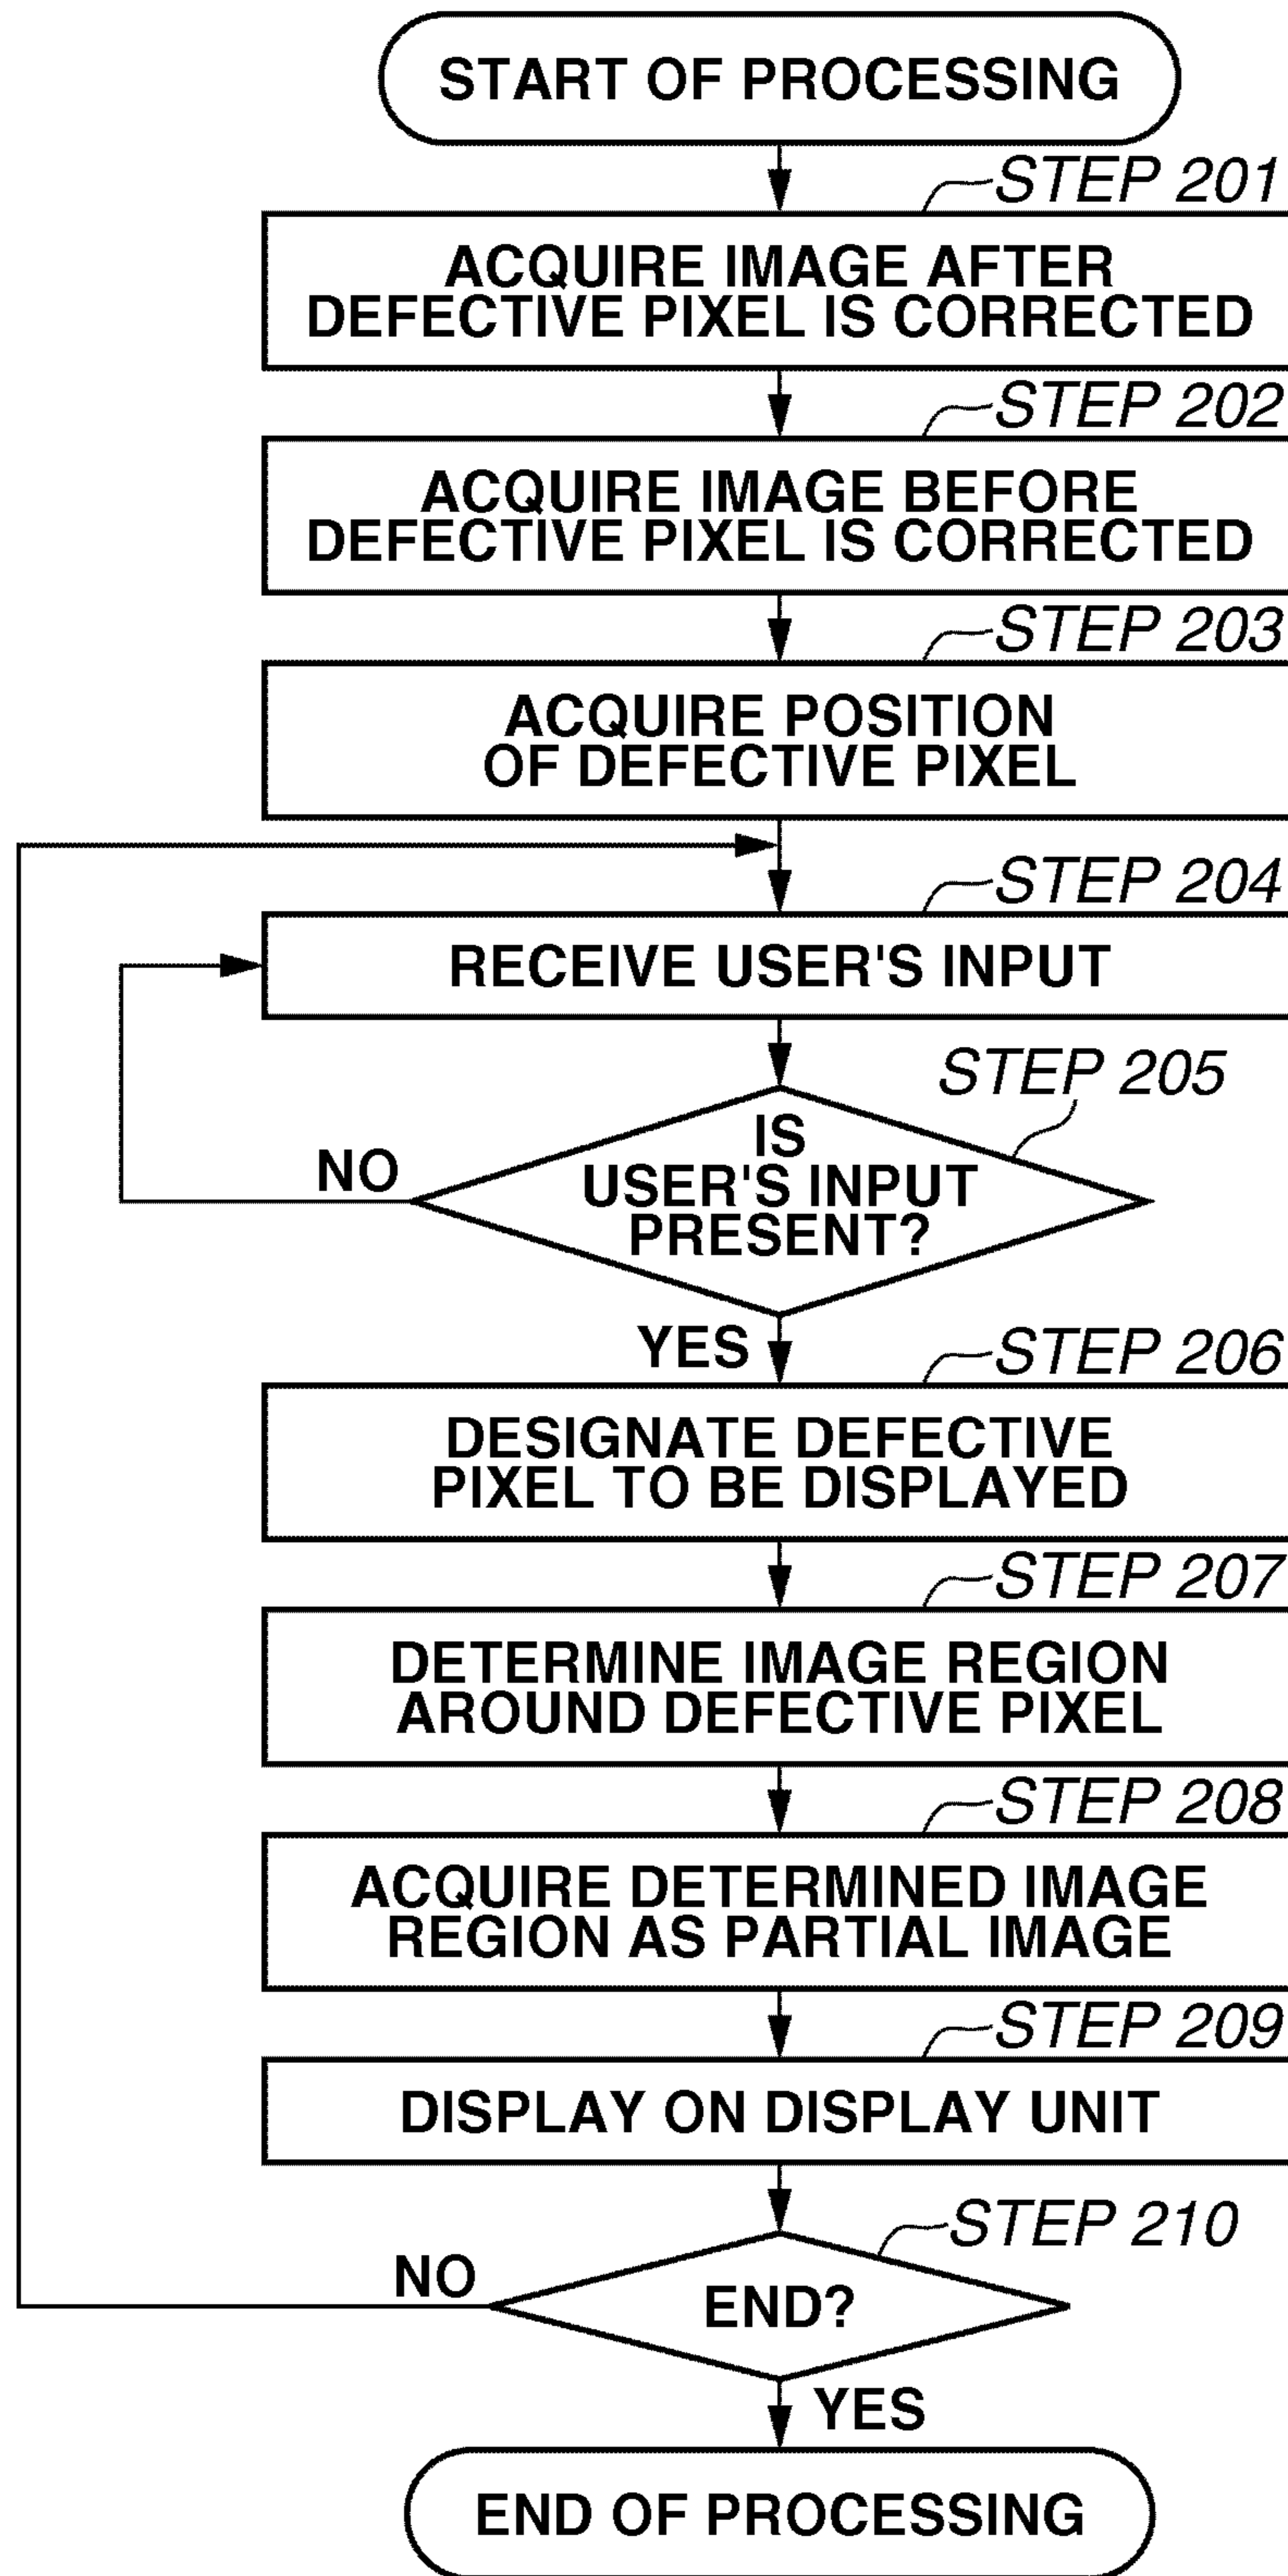 START OF PROCESSING
STEP 201
ACQUIRE IMAGE AFTER
DEFECTIVE PIXEL IS CORRECTED
STEP 202
ACQUIRE IMAGE BEFORE
DEFECTIVE PIXEL IS CORRECTED
STEP 203
ACQUIRE POSITION
OF DEFECTIVE PIXEL
STEP 204
RECEIVE USER'S INPUT
STEP 205
IS
USER'S INPUT
PRESENT?
NO
YES
STEP 206
DESIGNATE DEFECTIVE
PIXEL TO BE DISPLAYED
STEP 207
DETERMINE IMAGE REGION
AROUND DEFECTIVE PIXEL
STEP 208
ACQUIRE DETERMINED IMAGE
REGION AS PARTIAL IMAGE
STEP 209
DISPLAY ON DISPLAY UNIT
STEP 210
NO
END?
YES
END OF PROCESSING